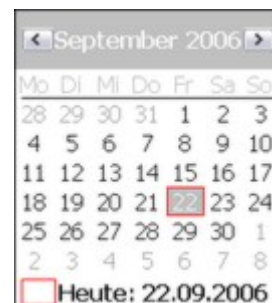 September 2006
Mo Di Mi Do Fr Sa So
28 29 30 31 1 2 3
4 5 6 7 8 9 10
11 12 13 14 15 16 17
18 19 20 21 22 23 24
25 26 27 28 29 30 1
2 3 4 5 6 7 8
Heute: 22.09.2006